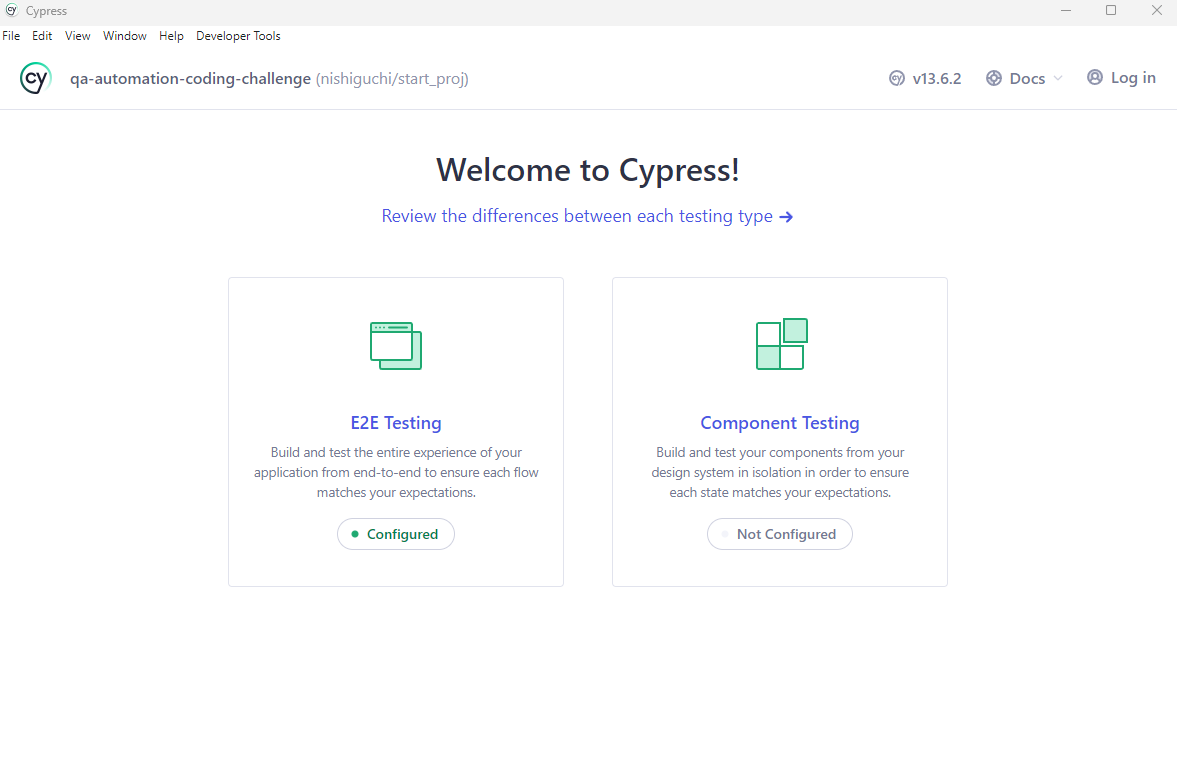 cy Cypress
File Edit View Window Help Developer Tools
cy qa-automation-coding-challenge (nishiguchi/start_proj) cy v13.6.2 Docs Log in
Welcome to Cypress!
Review the differences between each testing type →
E2E Testing
Build and test the entire experience of your
application from end-to-end to ensure each flow
matches your expectations.
Configured
Component Testing
Build and test your components from your
design system in isolation in order to ensure
each state matches your expectations.
Not Configured